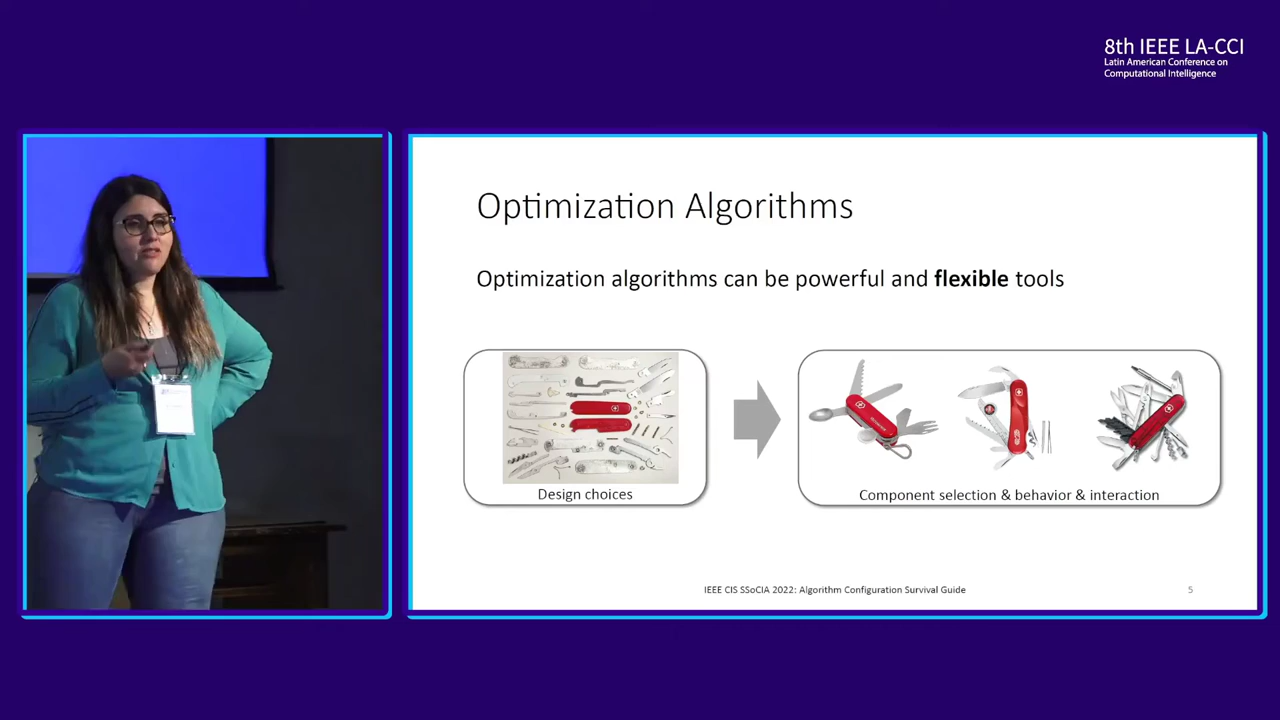 8th IEEE LA-CCI
Latin American Conference on
Computational Intelligence
Optimization Algorithms
Optimization algorithms can be powerful and flexible tools
Design choices
Component selection & behavior & interaction
IEEE CIS SSoCIA 2022: Algorithm Configuration Survival Guide
5